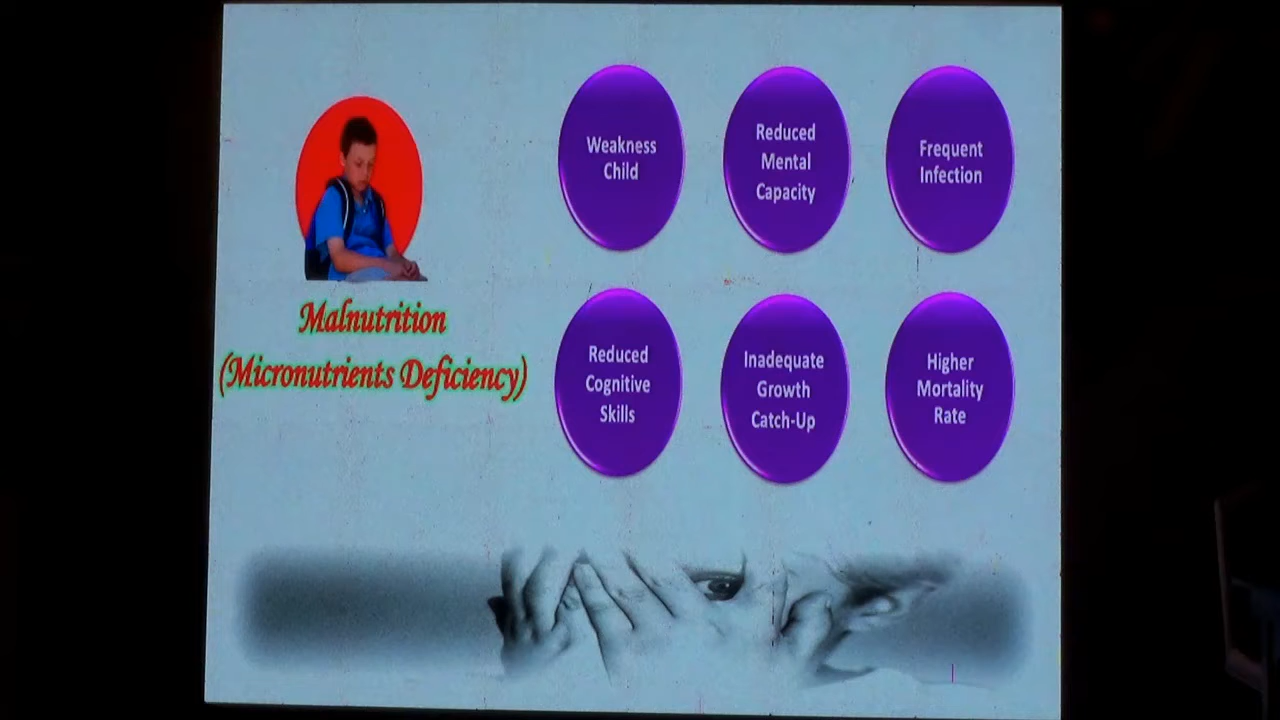 Malnutrition
(Micronutrients Deficiency)
Weakness
Child
Reduced
Mental
Capacity
Frequent
Infection
Reduced
Cognitive
Skills
Inadequate
Growth
Catch-Up
Higher
Mortality
Rate